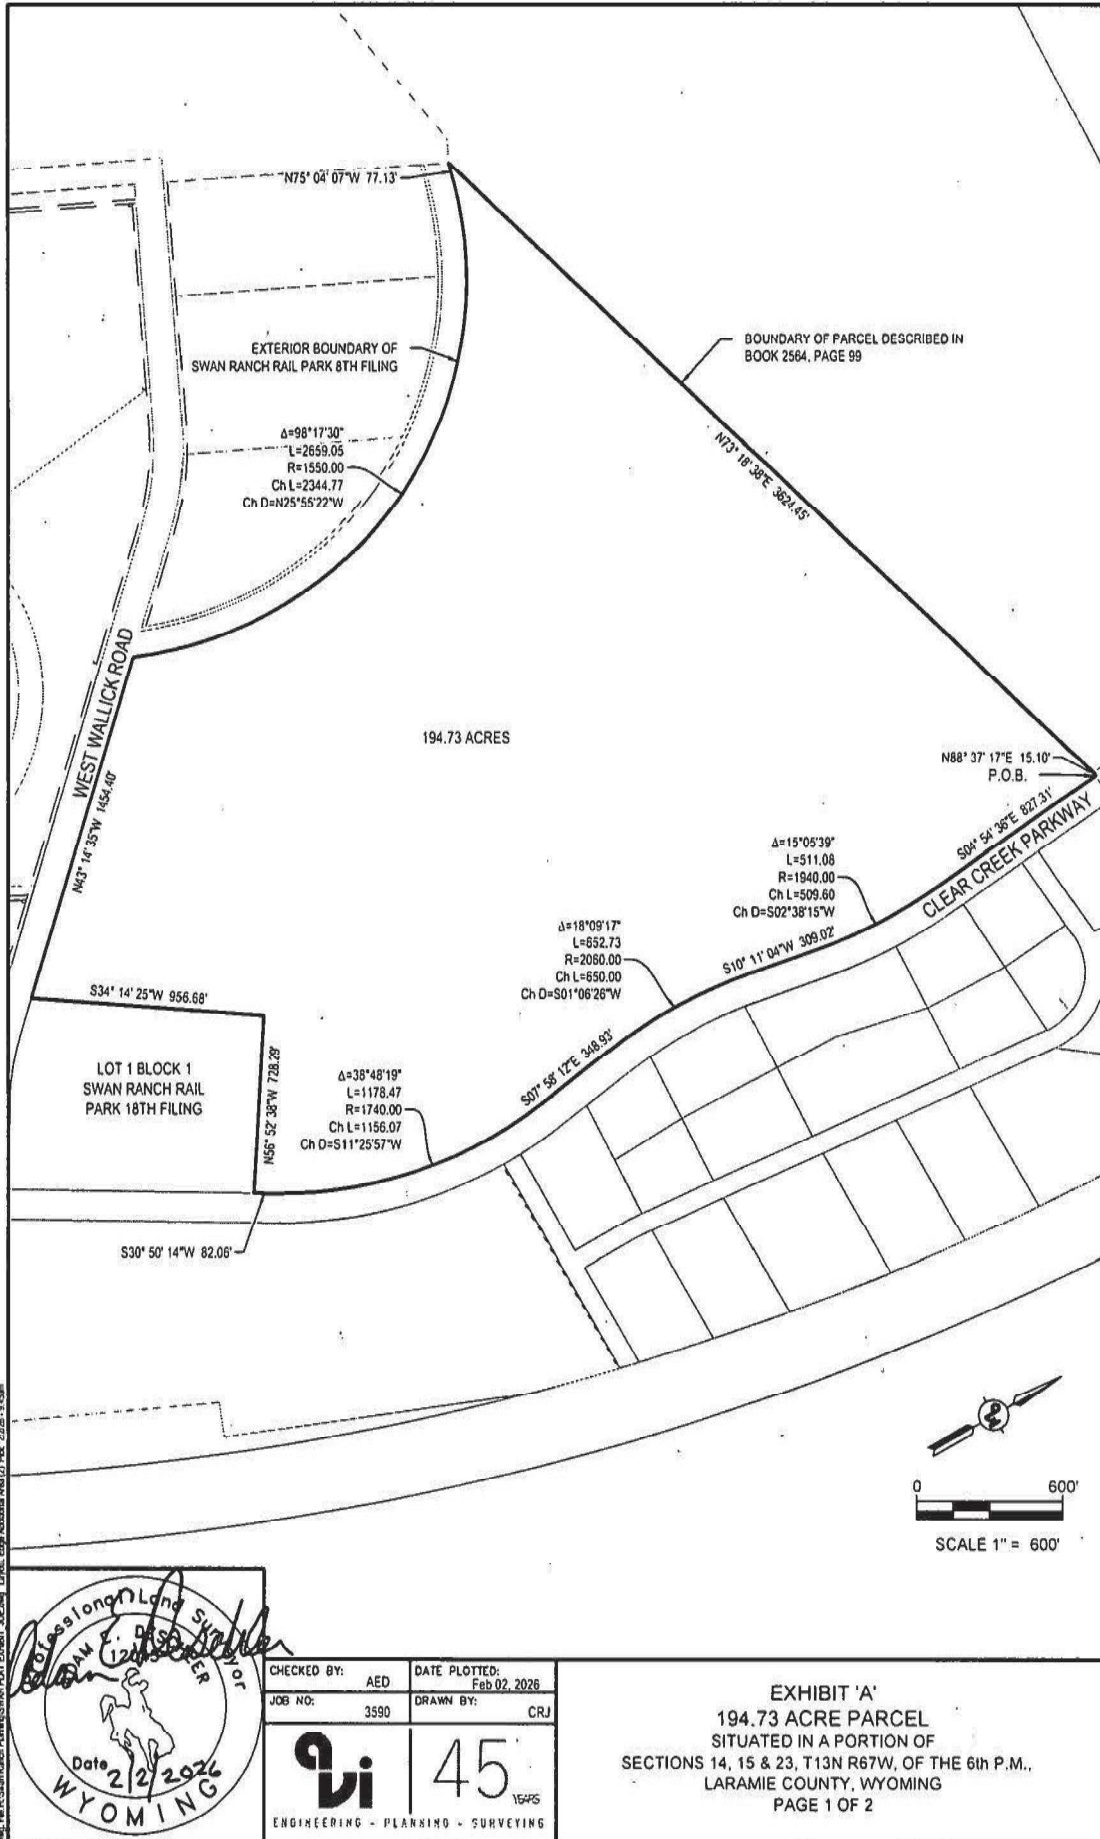 N75° 04' 07"W 77.13'
EXTERIOR BOUNDARY OF
SWAN RANCH RAIL PARK 8TH FILING
BOUNDARY OF PARCEL DESCRIBED IN
BOOK 2564, PAGE 99
Δ=98°17'30"
L=2659.05
R=1550.00
Ch L=2344.77
Ch D=N25°55'22"W
N73° 18' 38"E 3624.45'
WEST WALLICK ROAD
N43° 14' 35"W 1454.40'
194.73 ACRES
N88° 37' 17"E 15.10'
P.O.B.
S04° 54' 36"E 827.31'
CLEAR CREEK PARKWAY
Δ=15°05'39"
L=511.08
R=1940.00
Ch L=509.60
Ch D=S02°38'15"W
S10° 11' 04"W 309.02'
Δ=18°09'17"
L=652.73
R=2060.00
Ch L=650.00
Ch D=S01°06'26"W
S34° 14' 25"W 956.68'
LOT 1 BLOCK 1
SWAN RANCH RAIL
PARK 18TH FILING
N56° 52' 38"W 728.29'
S07° 58' 12"E 348.93'
Δ=38°48'19"
L=1178.47
R=1740.00
Ch L=1156.07
Ch D=S11°25'57"W
S30° 50' 14"W 82.06'
0 600'
SCALE 1" = 600'
Professional Land Surveyor
Date 2/2/2026
WYOMING
CHECKED BY: AED
DATE PLOTTED: Feb 02, 2026
JOB NO: 3590
DRAWN BY: CRJ
avi
45 YEARS
ENGINEERING - PLANNING - SURVEYING
EXHIBIT 'A'
194.73 ACRE PARCEL
SITUATED IN A PORTION OF
SECTIONS 14, 15 & 23, T13N R67W, OF THE 6th P.M.,
LARAMIE COUNTY, WYOMING
PAGE 1 OF 2